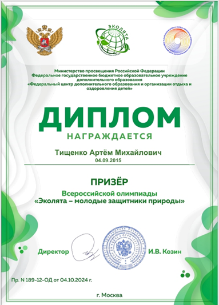 ЭКОЛЯТА
Министерство просвещения Российской Федерации
Федеральное государственное бюджетное образовательное учреждение
дополнительного образования
«Федеральный центр дополнительного образования и организации отдыха и
оздоровления детей»
ДИПЛОМ
НАГРАЖДАЕТСЯ
Тищенко Артём Михайлович
04.09.2015
ПРИЗЁР
Всероссийской олимпиады
«Эколята – молодые защитники природы»
Директор
И.В. Козин
Пр. N 189-12-ОД от 04.10.2024 г.
г. Москва